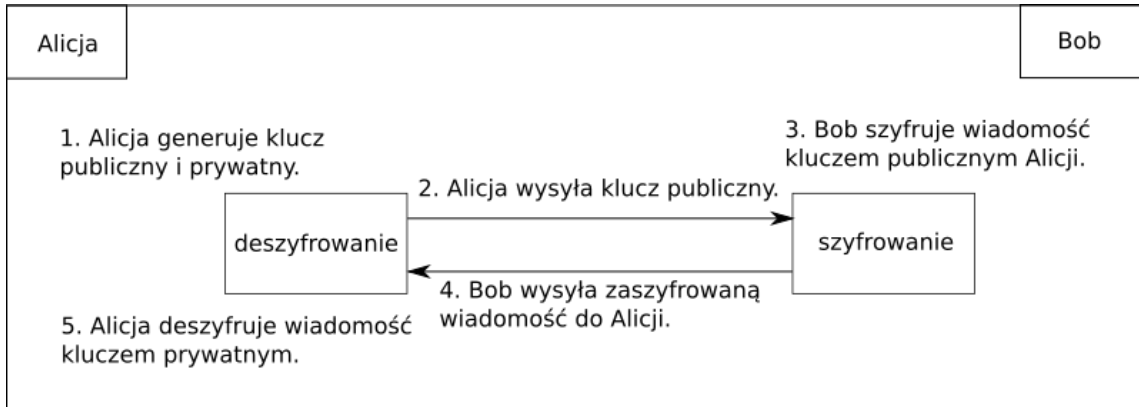 Alicja
Bob
1. Alicja generuje klucz
publiczny i prywatny.
3. Bob szyfruje wiadomość
kluczem publicznym Alicji.
2. Alicja wysyła klucz publiczny.
deszyfrowanie
szyfrowanie
4. Bob wysyła zaszyfrowaną
wiadomość do Alicji.
5. Alicja deszyfruje wiadomość
kluczem prywatnym.